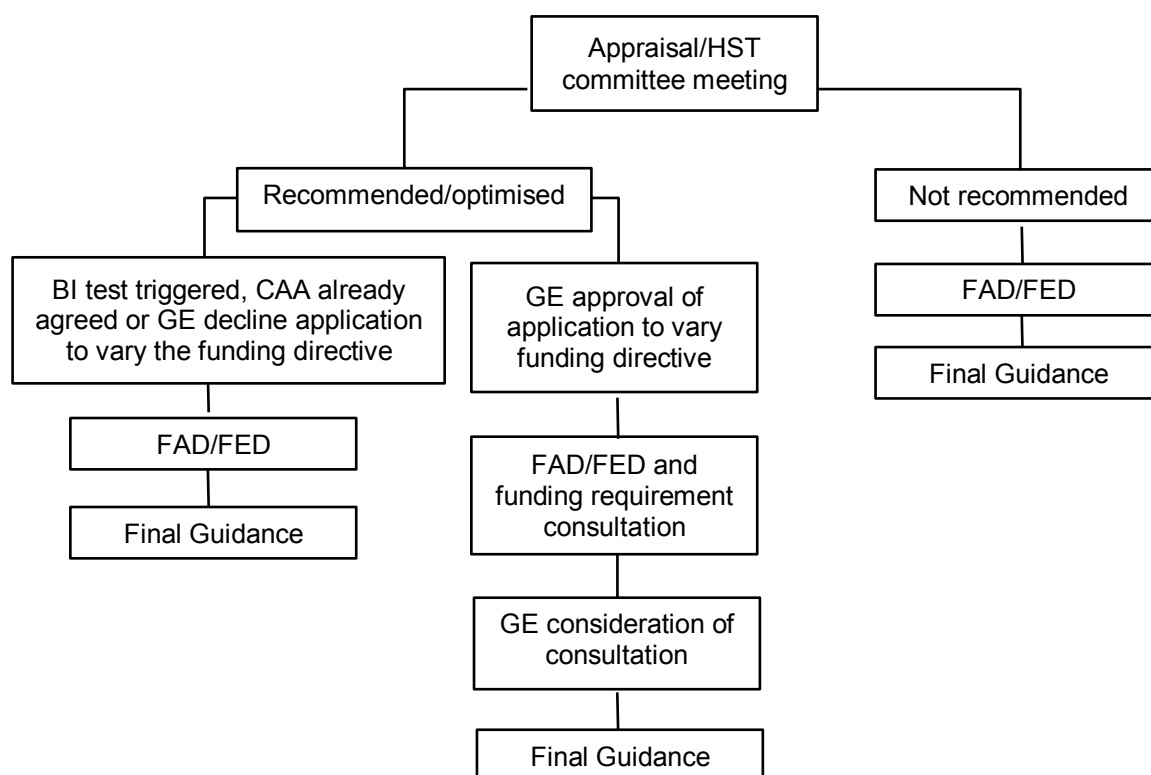 Appraisal/HST
committee meeting
Recommended/optimised
Not recommended
BI test triggered, CAA already
agreed or GE decline application
to vary the funding directive
GE approval of
application to vary
funding directive
FAD/FED
Final Guidance
FAD/FED
Final Guidance
FAD/FED and
funding requirement
consultation
GE consideration of
consultation
Final Guidance